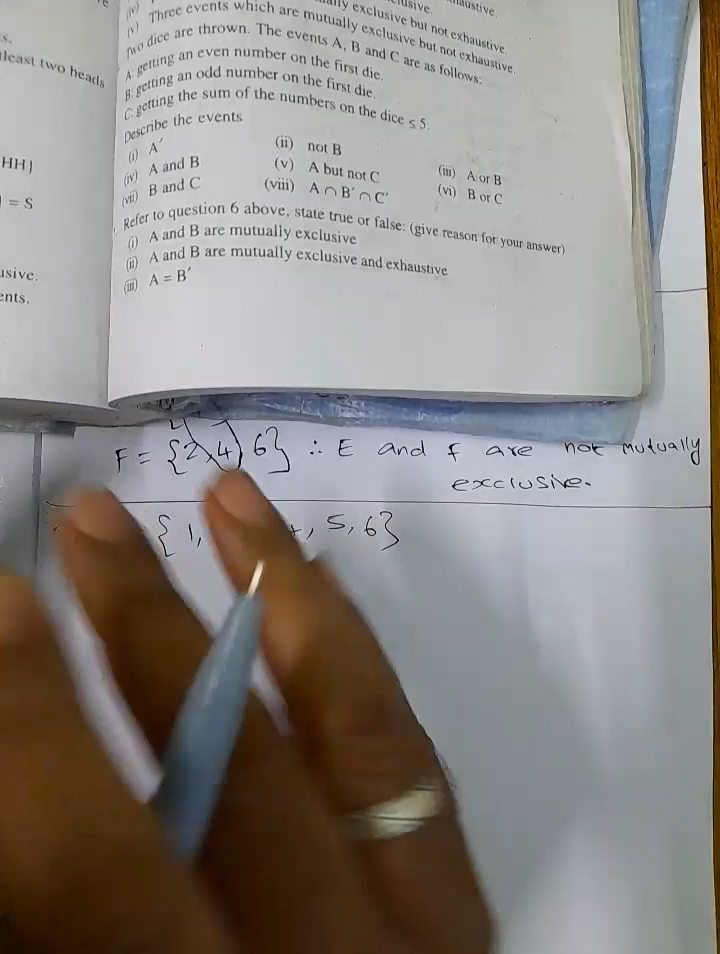 exclusive but not exhaustive.
(v) Three events which are mutually exclusive but not exhaustive.
Two dice are thrown. The events A, B and C are as follows:
A: getting an even number on the first die.
B: getting an odd number on the first die.
C: getting the sum of the numbers on the dice ≤ 5.
Describe the events
(i) A′ (ii) not B (iii) A or B
(iv) A and B (v) A but not C (vi) B or C
(vii) B and C (viii) A ∩ B′ ∩ C′
Refer to question 6 above, state true or false: (give reason for your answer)
(i) A and B are mutually exclusive
(ii) A and B are mutually exclusive and exhaustive
(iii) A = B′
tleast two heads
HH}
= S
F = {2, 4, 6} ∴ E and f are not mutually
exclusive.
{ 1, , 5, 6}